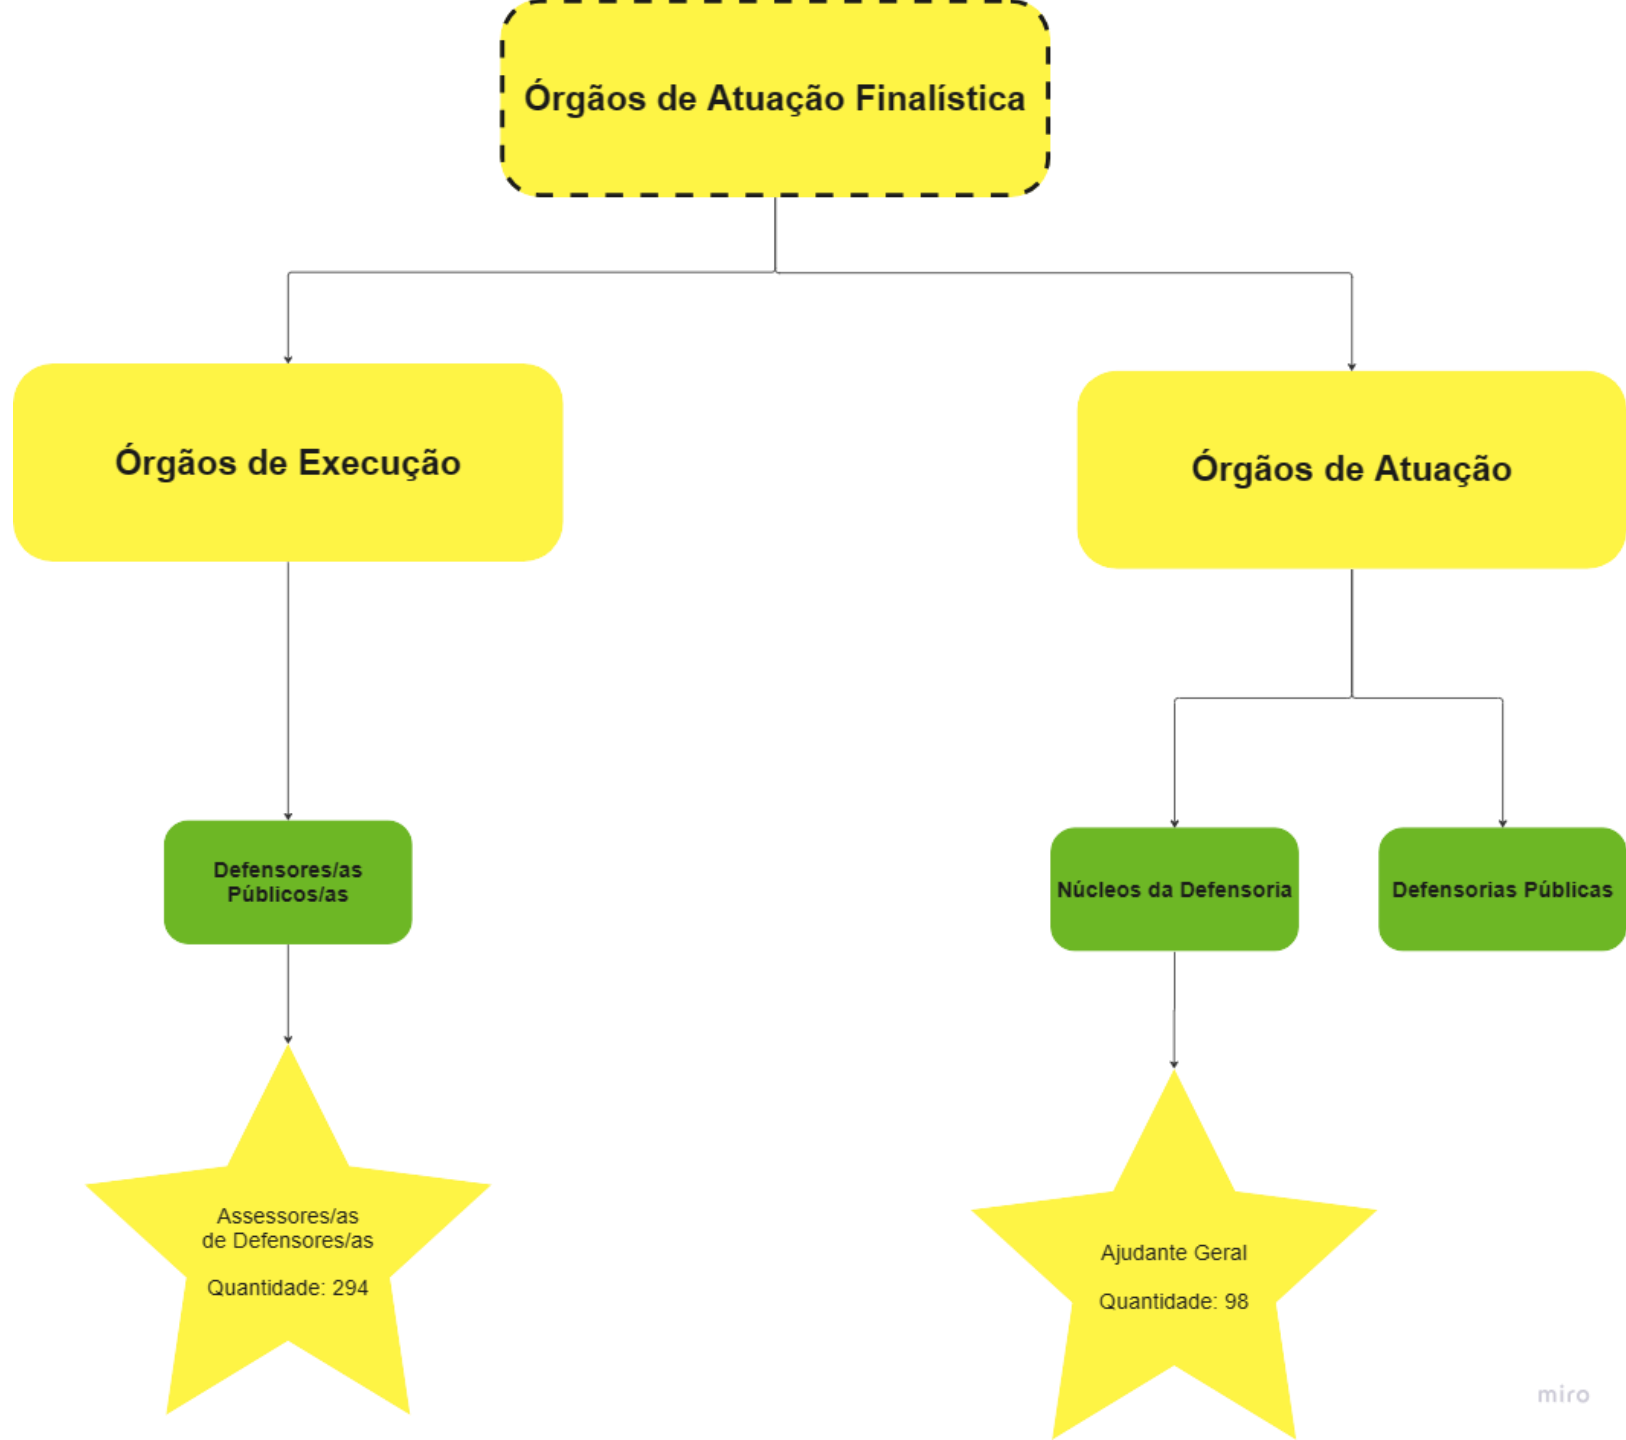 Órgãos de Atuação Finalística
Órgãos de Execução
Órgãos de Atuação
Defensores/as
Públicos/as
Núcleos da Defensoria
Defensorias Públicas
Assessores/as
de Defensores/as
Quantidade: 294
Ajudante Geral
Quantidade: 98
miro